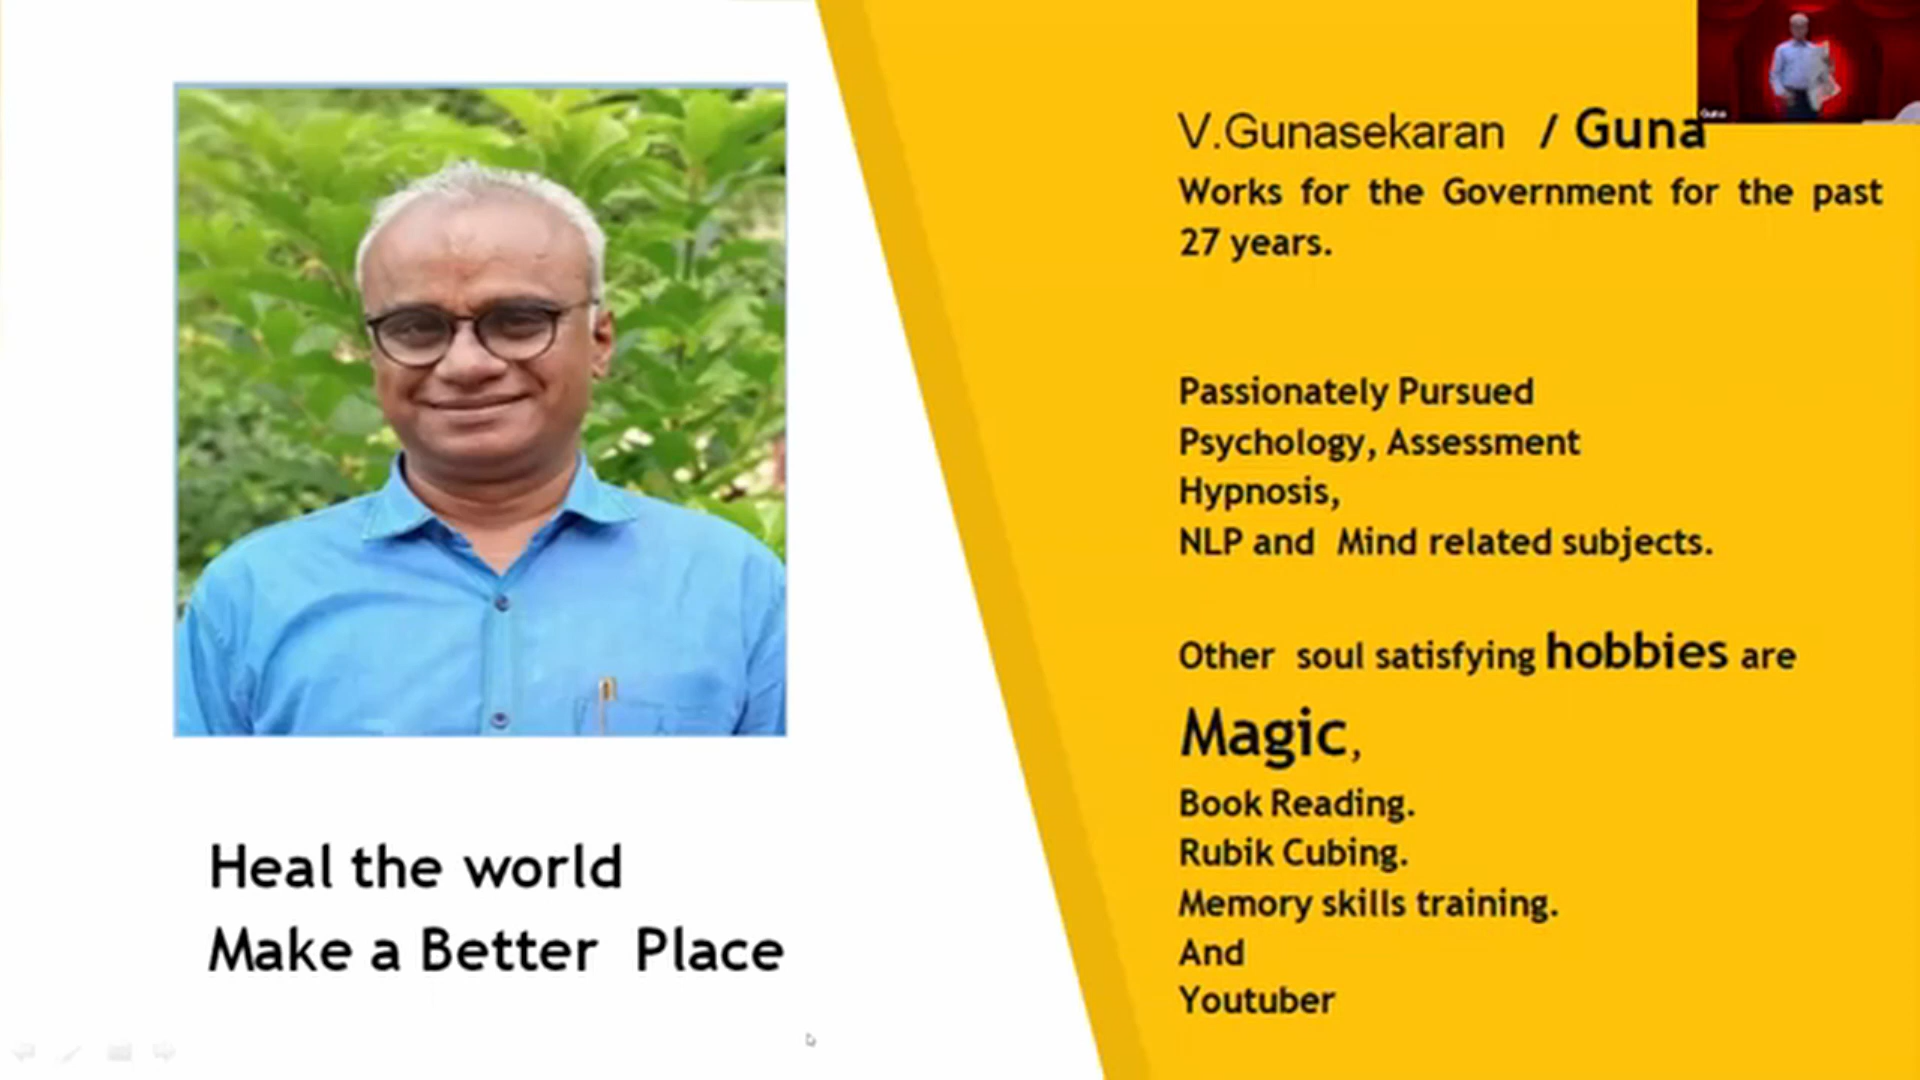 V.Gunasekaran / Guna
Works for the Government for the past
27 years.
Passionately Pursued
Psychology, Assessment
Hypnosis,
NLP and Mind related subjects.
Other soul satisfying hobbies are
Magic,
Book Reading.
Rubik Cubing.
Memory skills training.
And
Youtuber
Heal the world
Make a Better Place
Guna